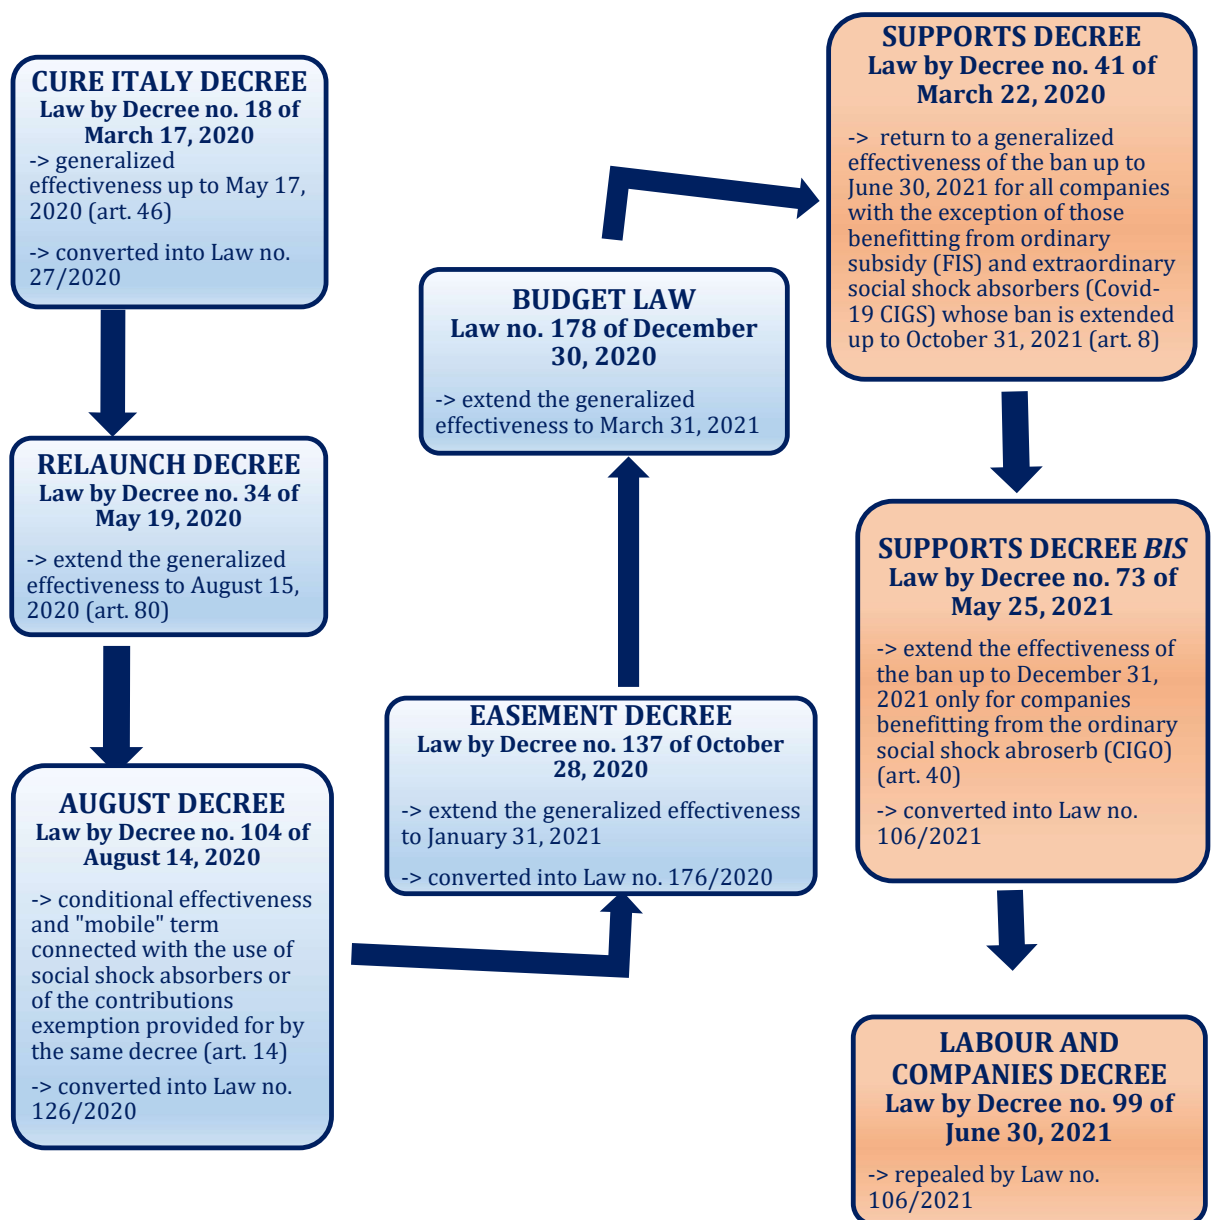 CURE ITALY DECREE
Law by Decree no. 18 of
March 17, 2020
-> generalized
effectiveness up to May 17,
2020 (art. 46)
-> converted into Law no.
27/2020
RELAUNCH DECREE
Law by Decree no. 34 of
May 19, 2020
-> extend the generalized
effectiveness to August 15,
2020 (art. 80)
AUGUST DECREE
Law by Decree no. 104 of
August 14, 2020
-> conditional effectiveness
and "mobile" term
connected with the use of
social shock absorbers or
of the contributions
exemption provided for by
the same decree (art. 14)
-> converted into Law no.
126/2020
EASEMENT DECREE
Law by Decree no. 137 of October
28, 2020
-> extend the generalized effectiveness
to January 31, 2021
-> converted into Law no. 176/2020
BUDGET LAW
Law no. 178 of December
30, 2020
-> extend the generalized
effectiveness to March 31, 2021
SUPPORTS DECREE
Law by Decree no. 41 of
March 22, 2020
-> return to a generalized
effectiveness of the ban up to
June 30, 2021 for all companies
with the exception of those
benefitting from ordinary
subsidy (FIS) and extraordinary
social shock absorbers (Covid-
19 CIGS) whose ban is extended
up to October 31, 2021 (art. 8)
SUPPORTS DECREE BIS
Law by Decree no. 73 of
May 25, 2021
-> extend the effectiveness of
the ban up to December 31,
2021 only for companies
benefitting from the ordinary
social shock abroserb (CIGO)
(art. 40)
-> converted into Law no.
106/2021
LABOUR AND
COMPANIES DECREE
Law by Decree no. 99 of
June 30, 2021
-> repealed by Law no.
106/2021